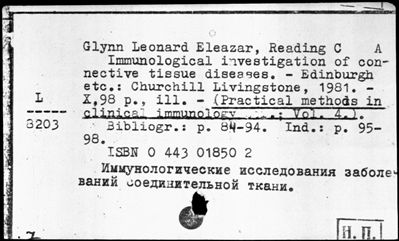 Glynn Leonard Eleazar, Reading C A
Immunological investigation of con-
nective tissue diseases. - Edinburgh
etc.: Churchill Livingstone, 1981. -
X,98 p., ill. - (Practical methods in
clinical immunology ...; Vol. 4.).
Bibliogr.: p. 84-94. Ind.: p. 95-
98.
ISBN 0 443 01850 2
Иммунологические исследования заболе-
ваний соединительной ткани.
L
8203
Н.П.